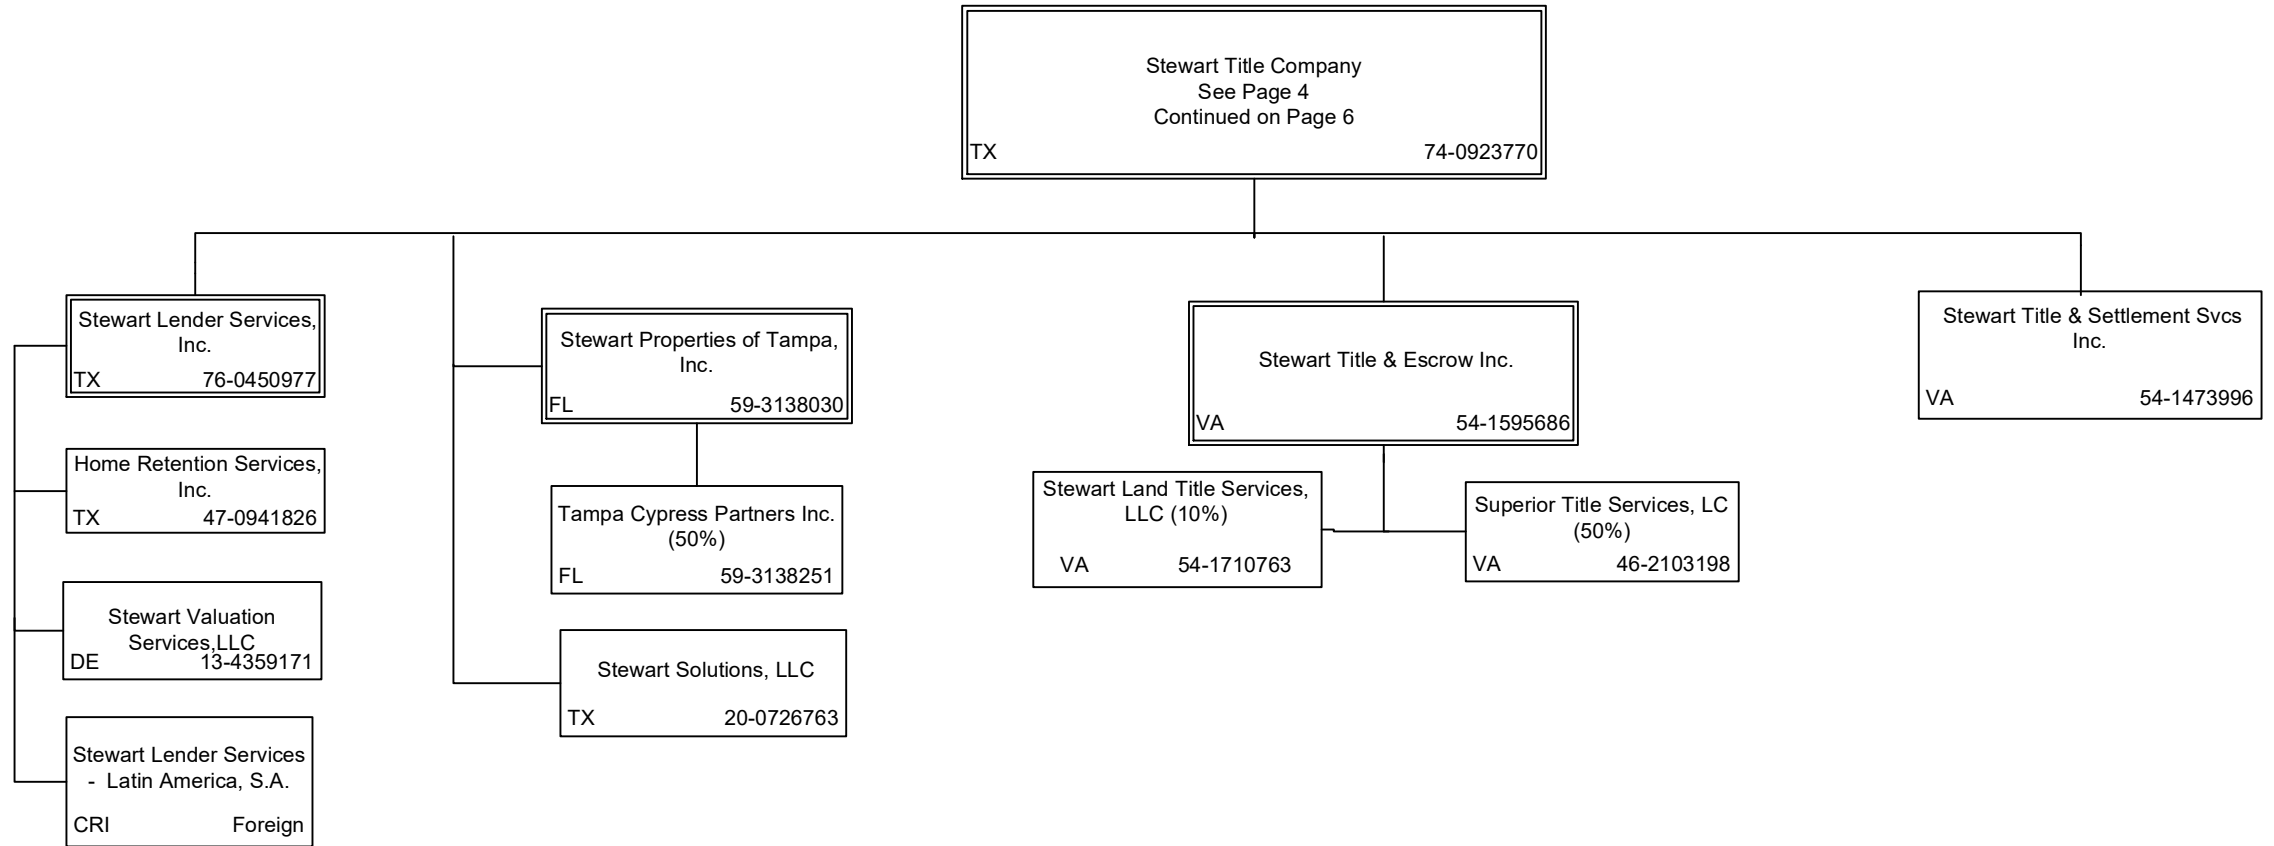 Stewart Title Company
See Page 4
Continued on Page 6
TX 74-0923770
Stewart Lender Services,
Inc.
TX 76-0450977
Home Retention Services,
Inc.
TX 47-0941826
Stewart Valuation
Services,LLC
DE 13-4359171
Stewart Lender Services
- Latin America, S.A.
CRI Foreign
Stewart Properties of Tampa,
Inc.
FL 59-3138030
Tampa Cypress Partners Inc.
(50%)
FL 59-3138251
Stewart Solutions, LLC
TX 20-0726763
Stewart Title & Escrow Inc.
VA 54-1595686
Stewart Land Title Services,
LLC (10%)
VA 54-1710763
Superior Title Services, LC
(50%)
VA 46-2103198
Stewart Title & Settlement Svcs
Inc.
VA 54-1473996